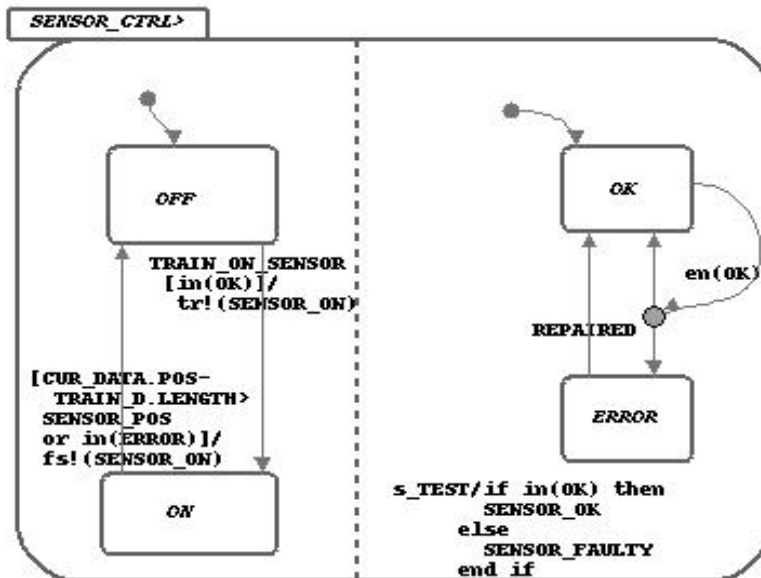 SENSOR_CTRL>
OFF
TRAIN_ON_SENSOR
[in(OK)]/
tr!(SENSOR_ON)
[CUR_DATA.POS-
TRAIN_D.LENGTH>
SENSOR_POS
or in(ERROR)]/
fs!(SENSOR_ON)
ON
OK
en(OK)
REPAIRED
ERROR
s_TEST/if in(OK) then
SENSOR_OK
else
SENSOR_FAULTY
end if